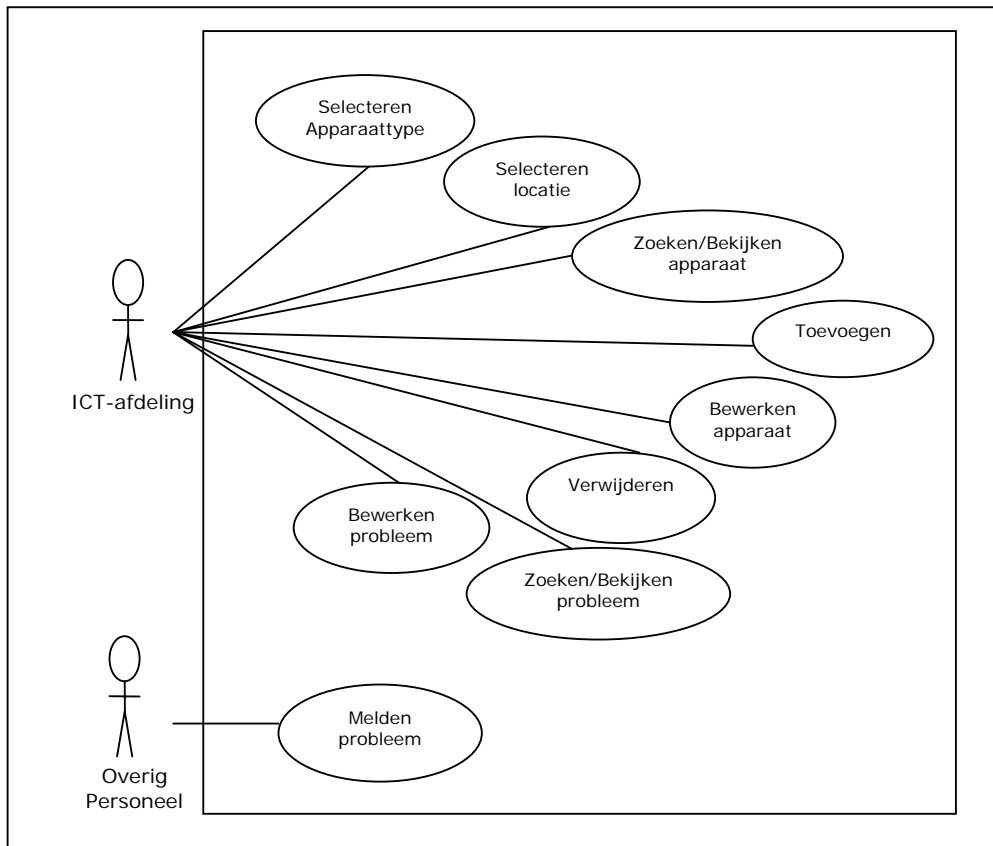 Selecteren
Apparaattype
Selecteren
locatie
Zoeken/Bekijken
apparaat
Toevoegen
Bewerken
apparaat
ICT-afdeling
Verwijderen
Bewerken
probleem
Zoeken/Bekijken
probleem
Melden
probleem
Overig
Personeel